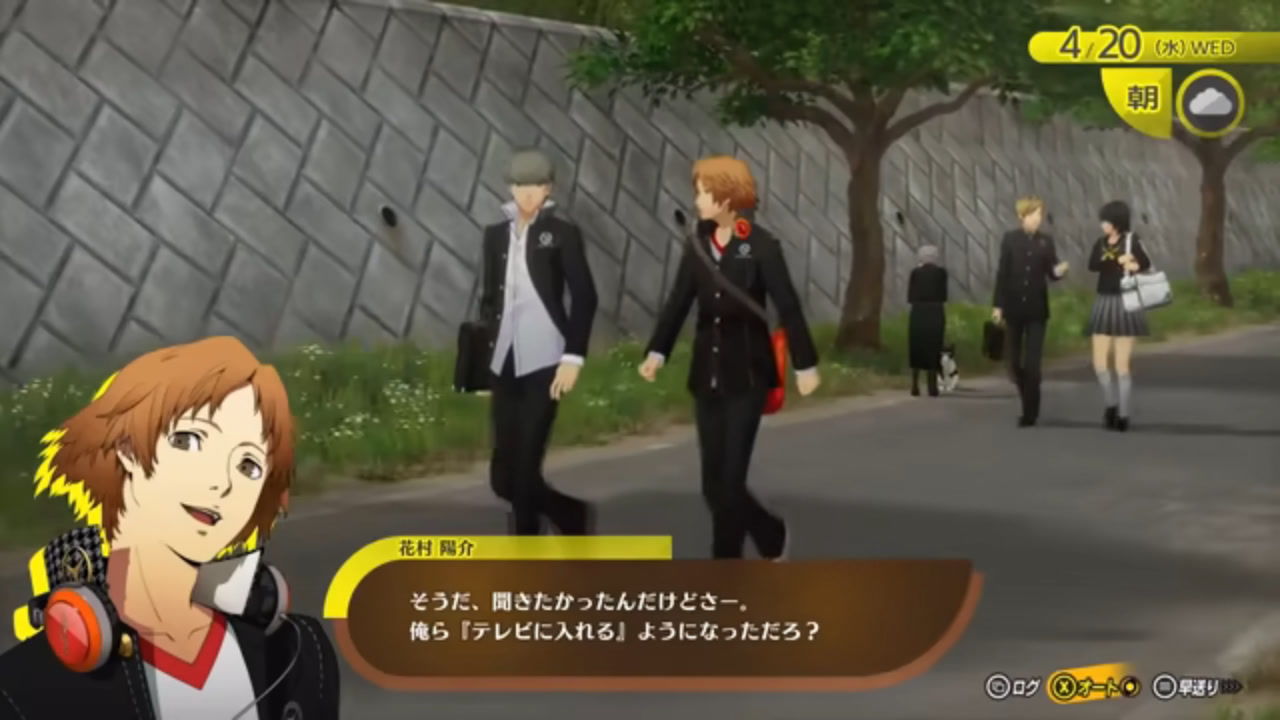 4/20 (水) WED
朝
花村 陽介
そうだ、聞きたかったんだけどさー。
俺ら『テレビに入れる』ようになっただろ？
ログ
X オート
早送り